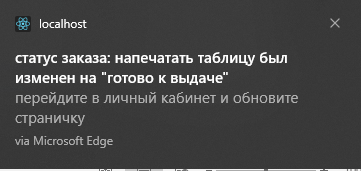 localhost
статус заказа: напечатать таблицу был
изменен на "готово к выдаче"
перейдите в личный кабинет и обновите
страничку
via Microsoft Edge